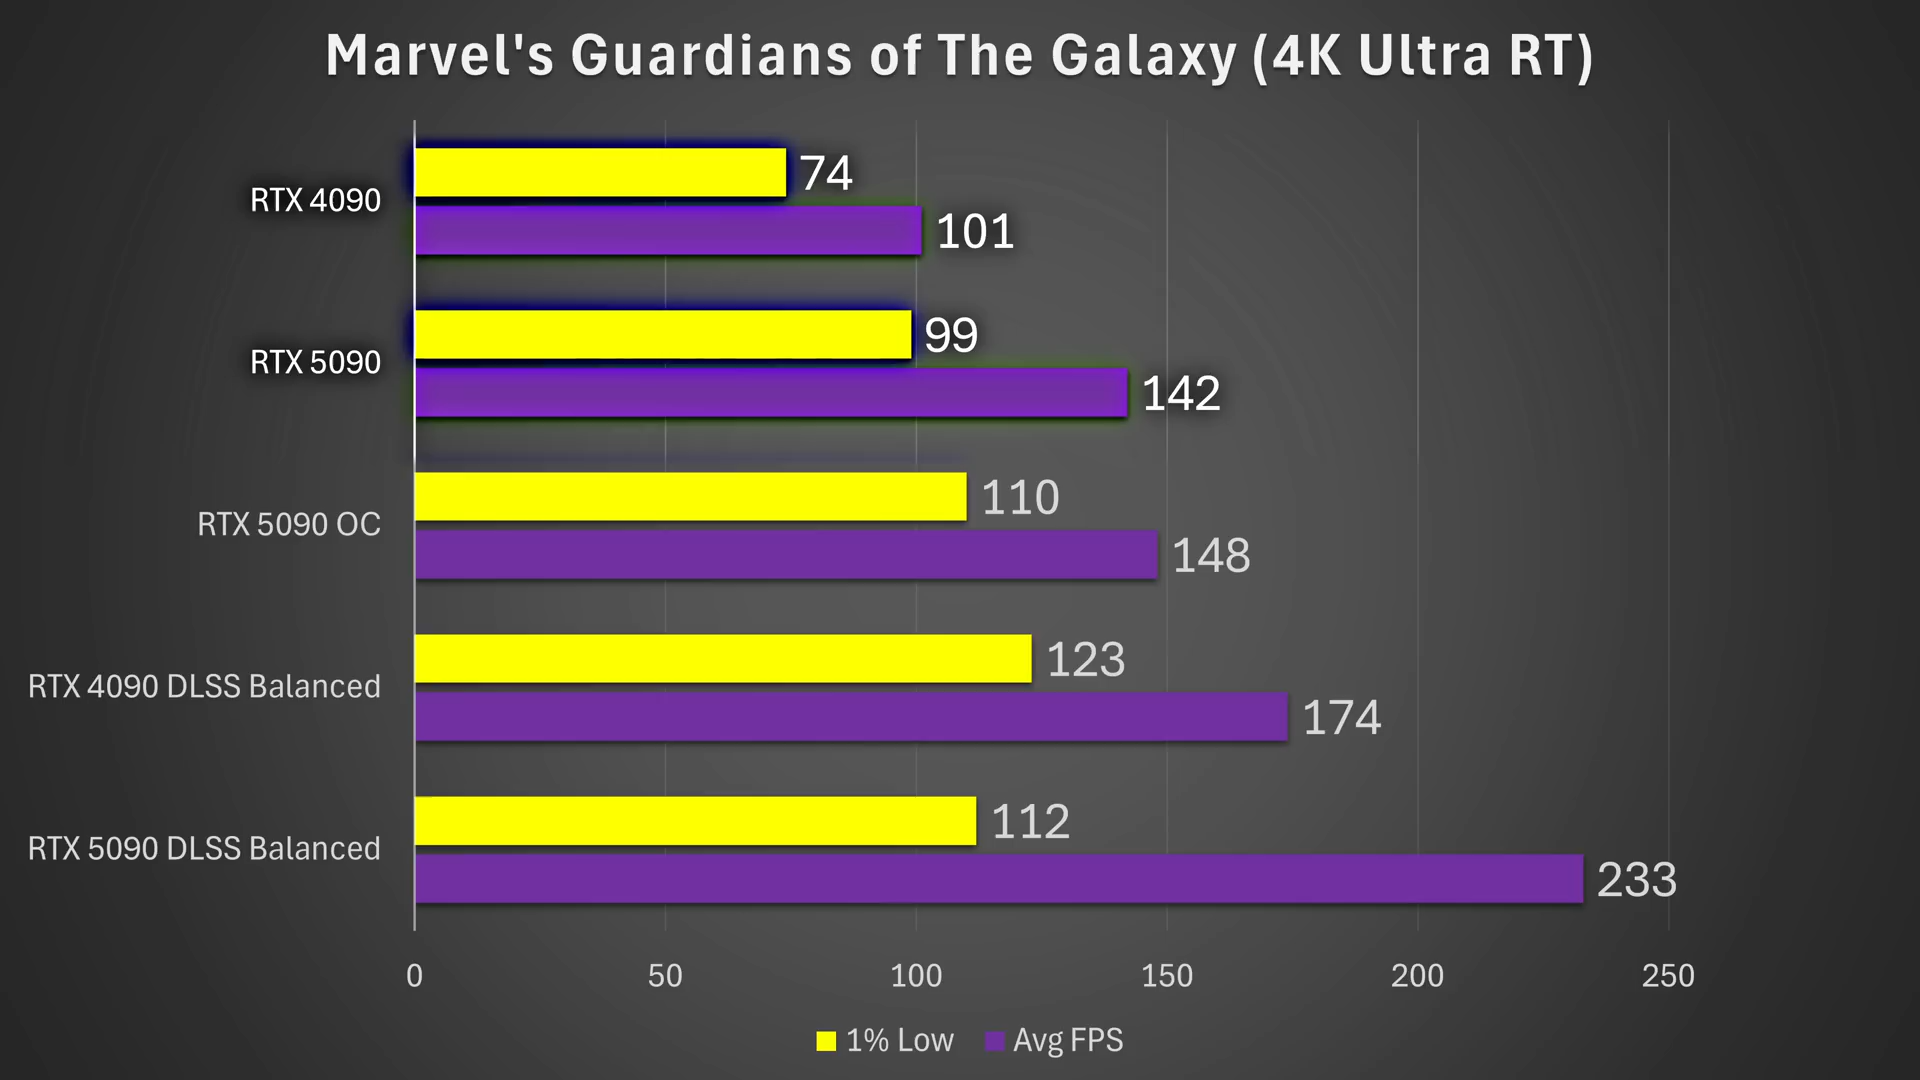 Marvel's Guardians of The Galaxy (4K Ultra RT)
RTX 4090
74
101
RTX 5090
99
142
RTX 5090 OC
110
148
RTX 4090 DLSS Balanced
123
174
RTX 5090 DLSS Balanced
112
233
0 50 100 150 200 250
1% Low Avg FPS